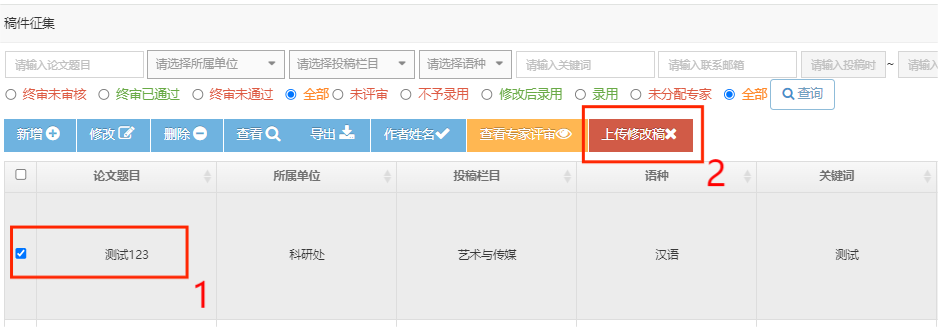 稿件征集
请输入论文题目 请选择所属单位 请选择投稿栏目 请选择语种 请输入关键词 请输入联系邮箱 请输入投稿时 ~ 请输入
终审未审核 终审已通过 终审未通过 全部 未评审 不予录用 修改后录用 录用 未分配专家 全部 查询
新增 修改 删除 查看 导出 作者姓名 查看专家评审 上传修改稿
论文题目 所属单位 投稿栏目 语种 关键词
2
测试123 科研处 艺术与传媒 汉语 测试
1